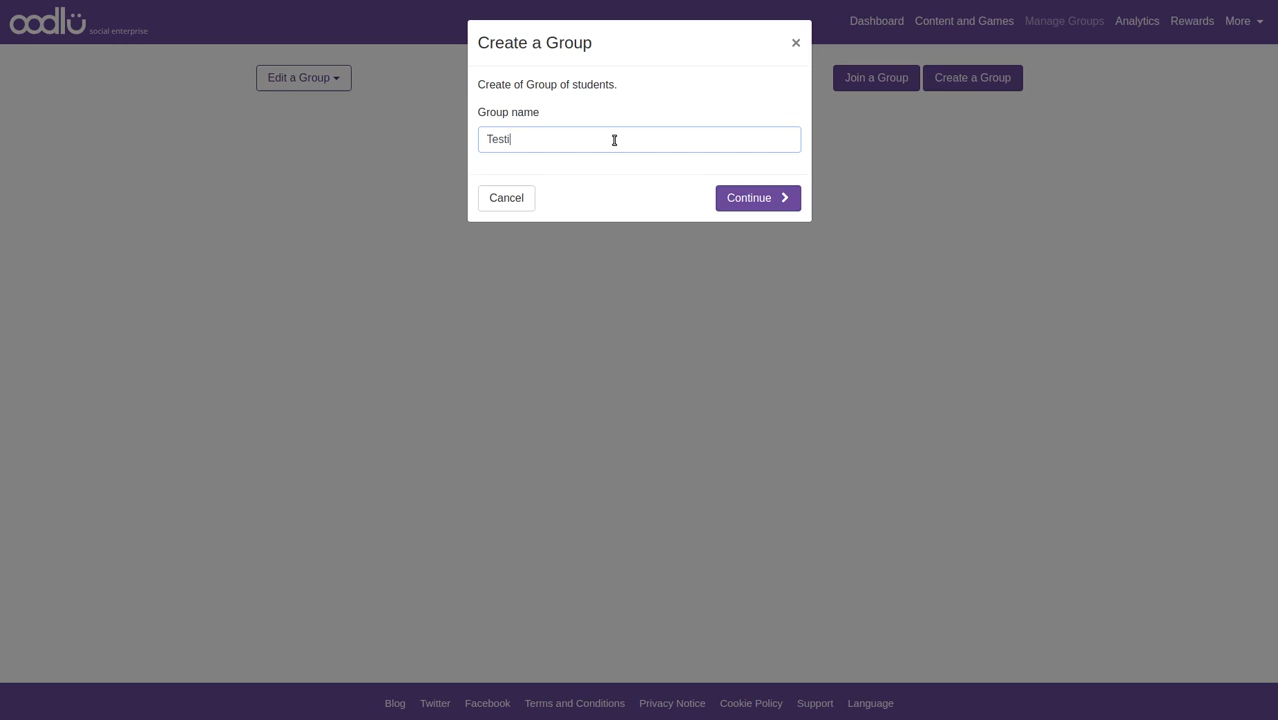 oodlü social enterprise
Dashboard Content and Games Manage Groups Analytics Rewards More
Edit a Group
Join a Group Create a Group
Create a Group ×
Create of Group of students.
Group name
Testi
Cancel Continue
Blog Twitter Facebook Terms and Conditions Privacy Notice Cookie Policy Support Language